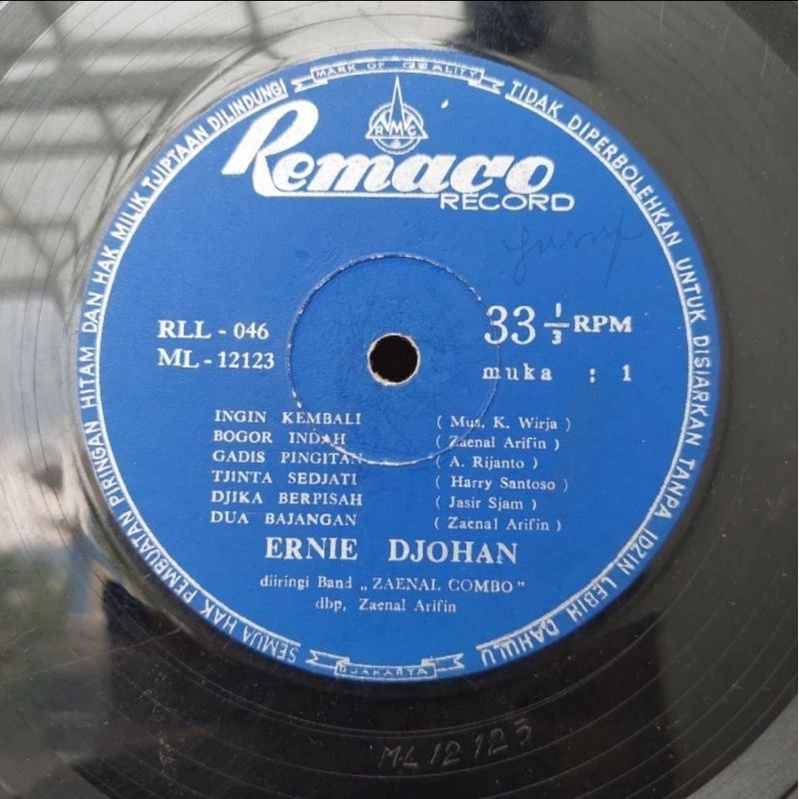 MARK OF QUALITY
RMC
Remaco
RECORD
RLL - 046
ML - 12123
33 1/3 RPM
muka : 1
INGIN KEMBALI ( Mus. K. Wirja )
BOGOR INDAH ( Zaenal Arifin )
GADIS PINGITAN ( A. Rijanto )
TJINTA SEDJATI ( Harry Santoso )
DJIKA BERPISAH ( Jasir Sjam )
DUA BAJANGAN ( Zaenal Arifin )
ERNIE DJOHAN
diiringi Band „ZAENAL COMBO"
dbp, Zaenal Arifin
SEMUA HAK PEMBUATAN PIRINGAN HITAM DAN HAK MILIK TJIPTAAN DILINDUNGI
TIDAK DIPERBOLEHKAN UNTUK DISIARKAN TANPA IDZIN LEBIH DAHULU
DJAKARTA
ML 12123